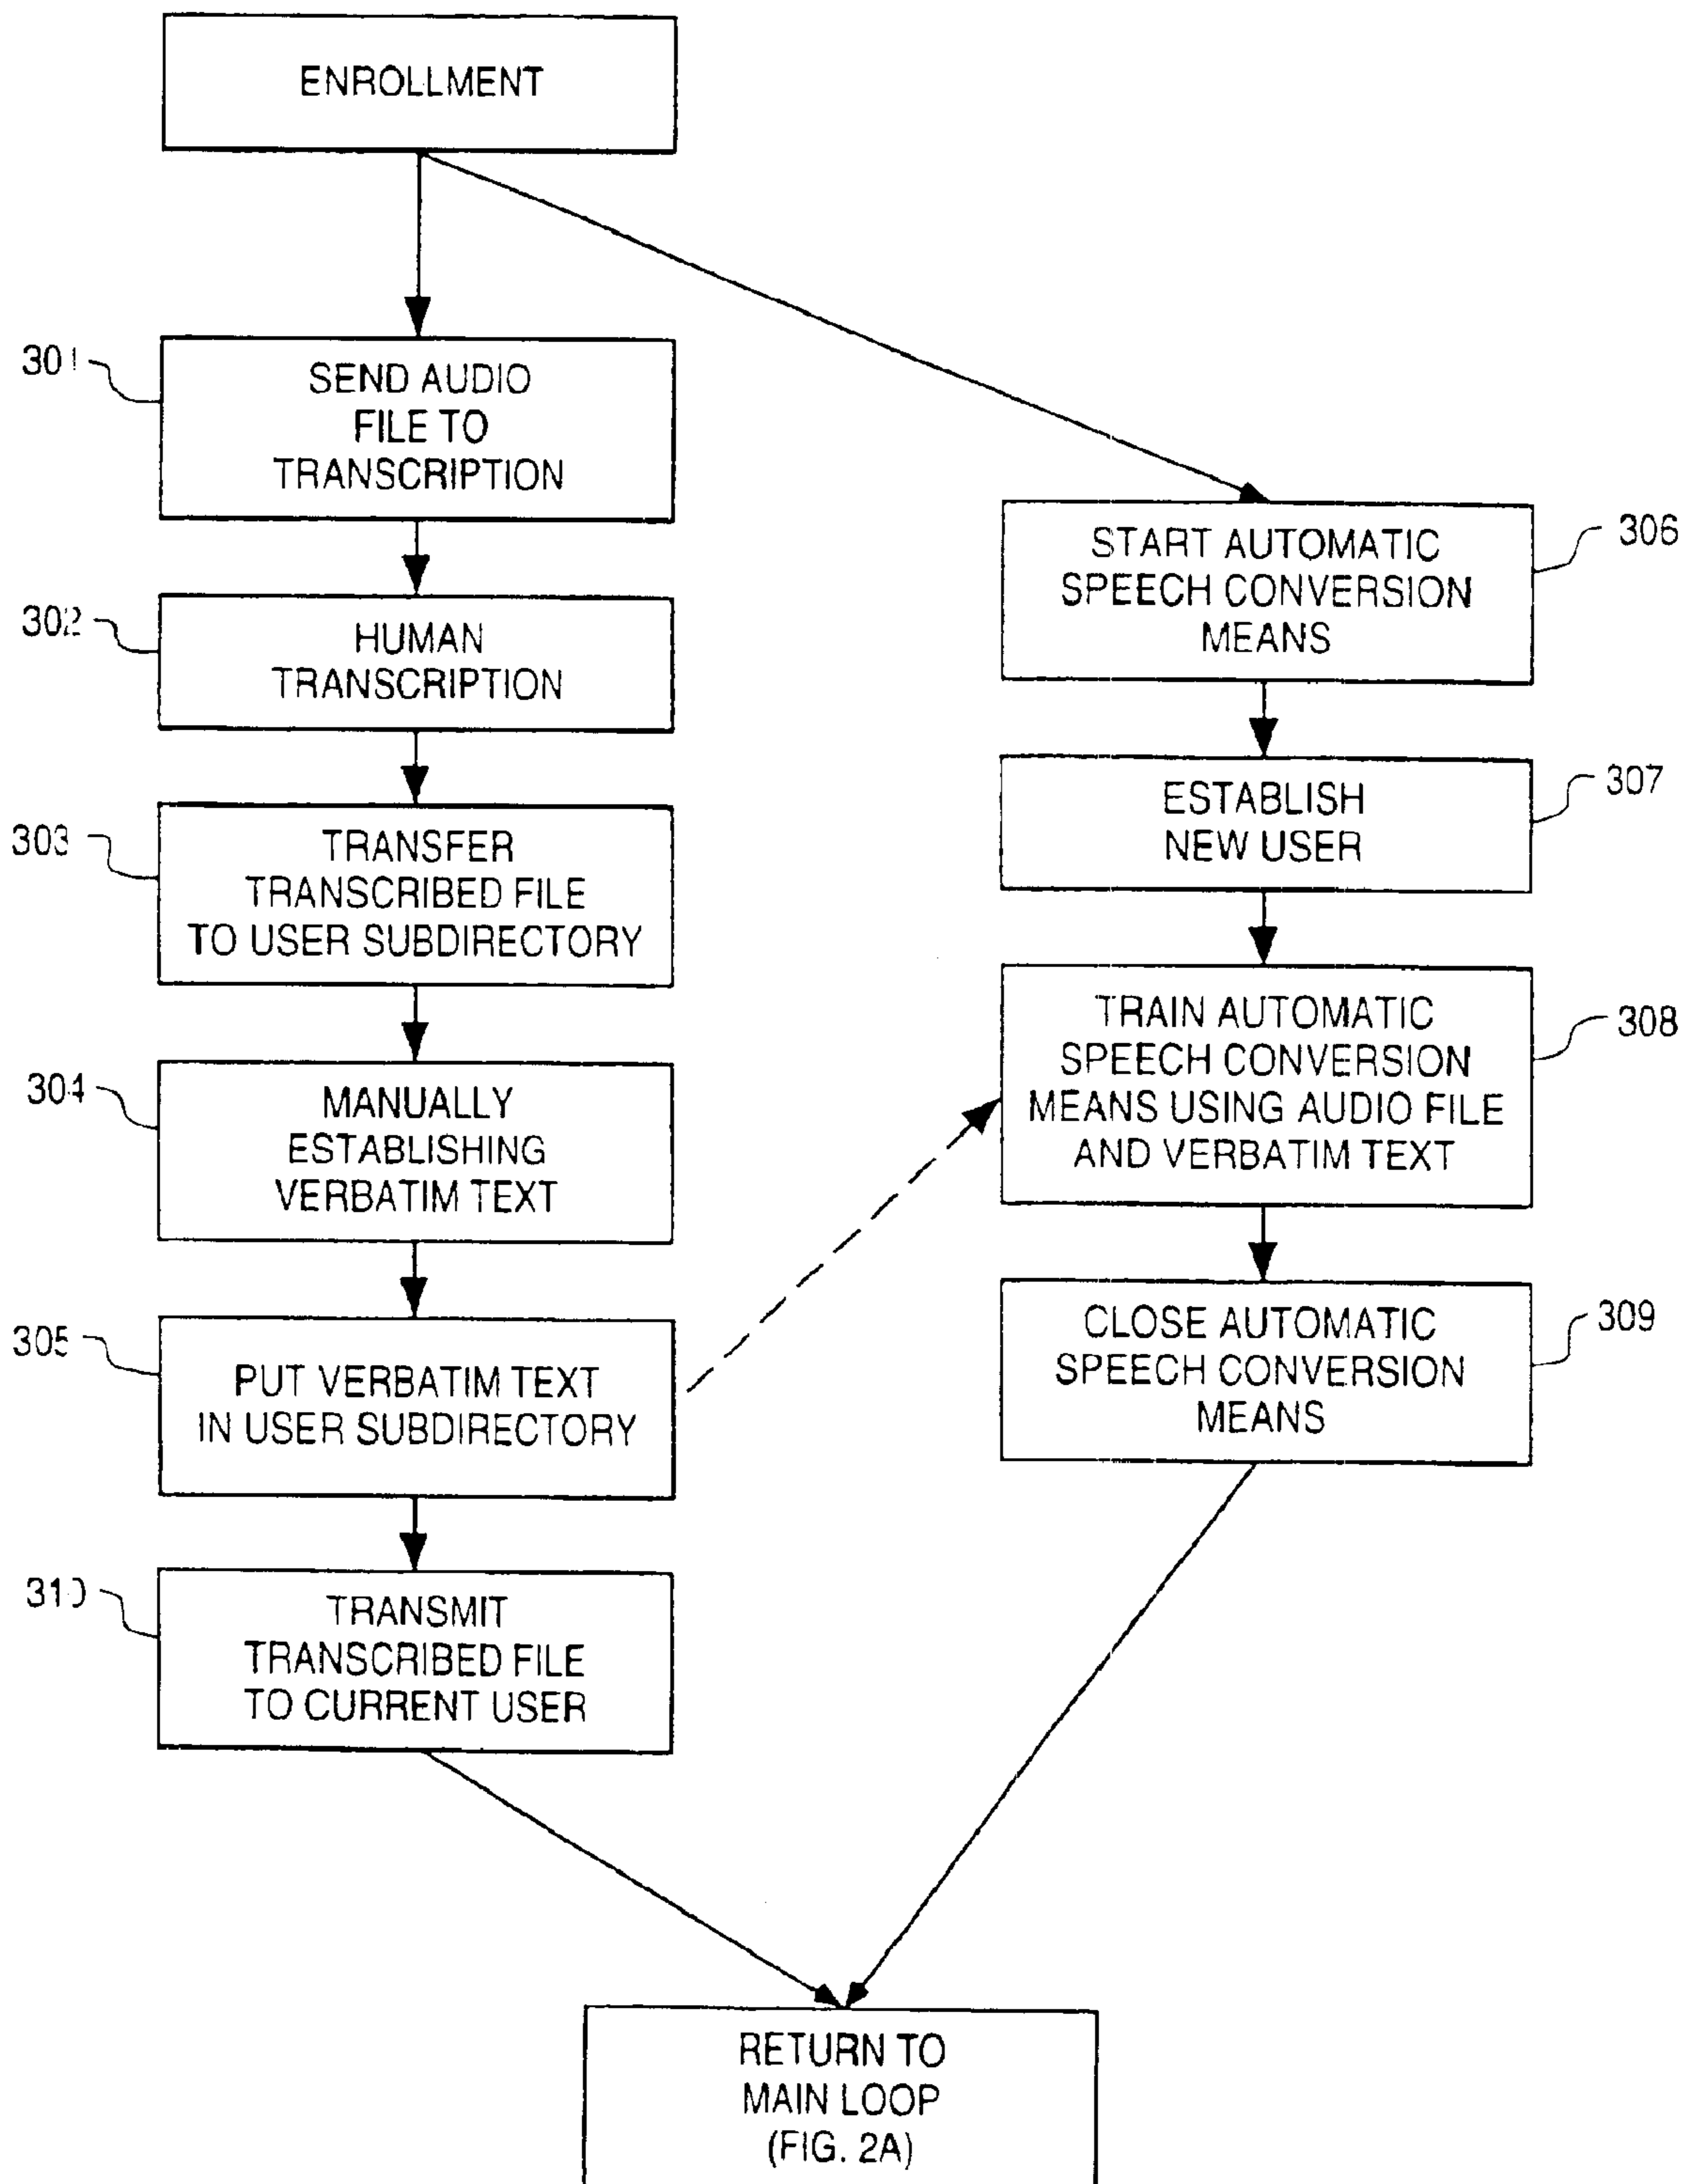 ENROLLMENT
301
SEND AUDIO
FILE TO
TRANSCRIPTION
302
HUMAN
TRANSCRIPTION
303
TRANSFER
TRANSCRIBED FILE
TO USER SUBDIRECTORY
304
MANUALLY
ESTABLISHING
VERBATIM TEXT
305
PUT VERBATIM TEXT
IN USER SUBDIRECTORY
310
TRANSMIT
TRANSCRIBED FILE
TO CURRENT USER
306
START AUTOMATIC
SPEECH CONVERSION
MEANS
307
ESTABLISH
NEW USER
308
TRAIN AUTOMATIC
SPEECH CONVERSION
MEANS USING AUDIO FILE
AND VERBATIM TEXT
309
CLOSE AUTOMATIC
SPEECH CONVERSION
MEANS
RETURN TO
MAIN LOOP
(FIG. 2A)